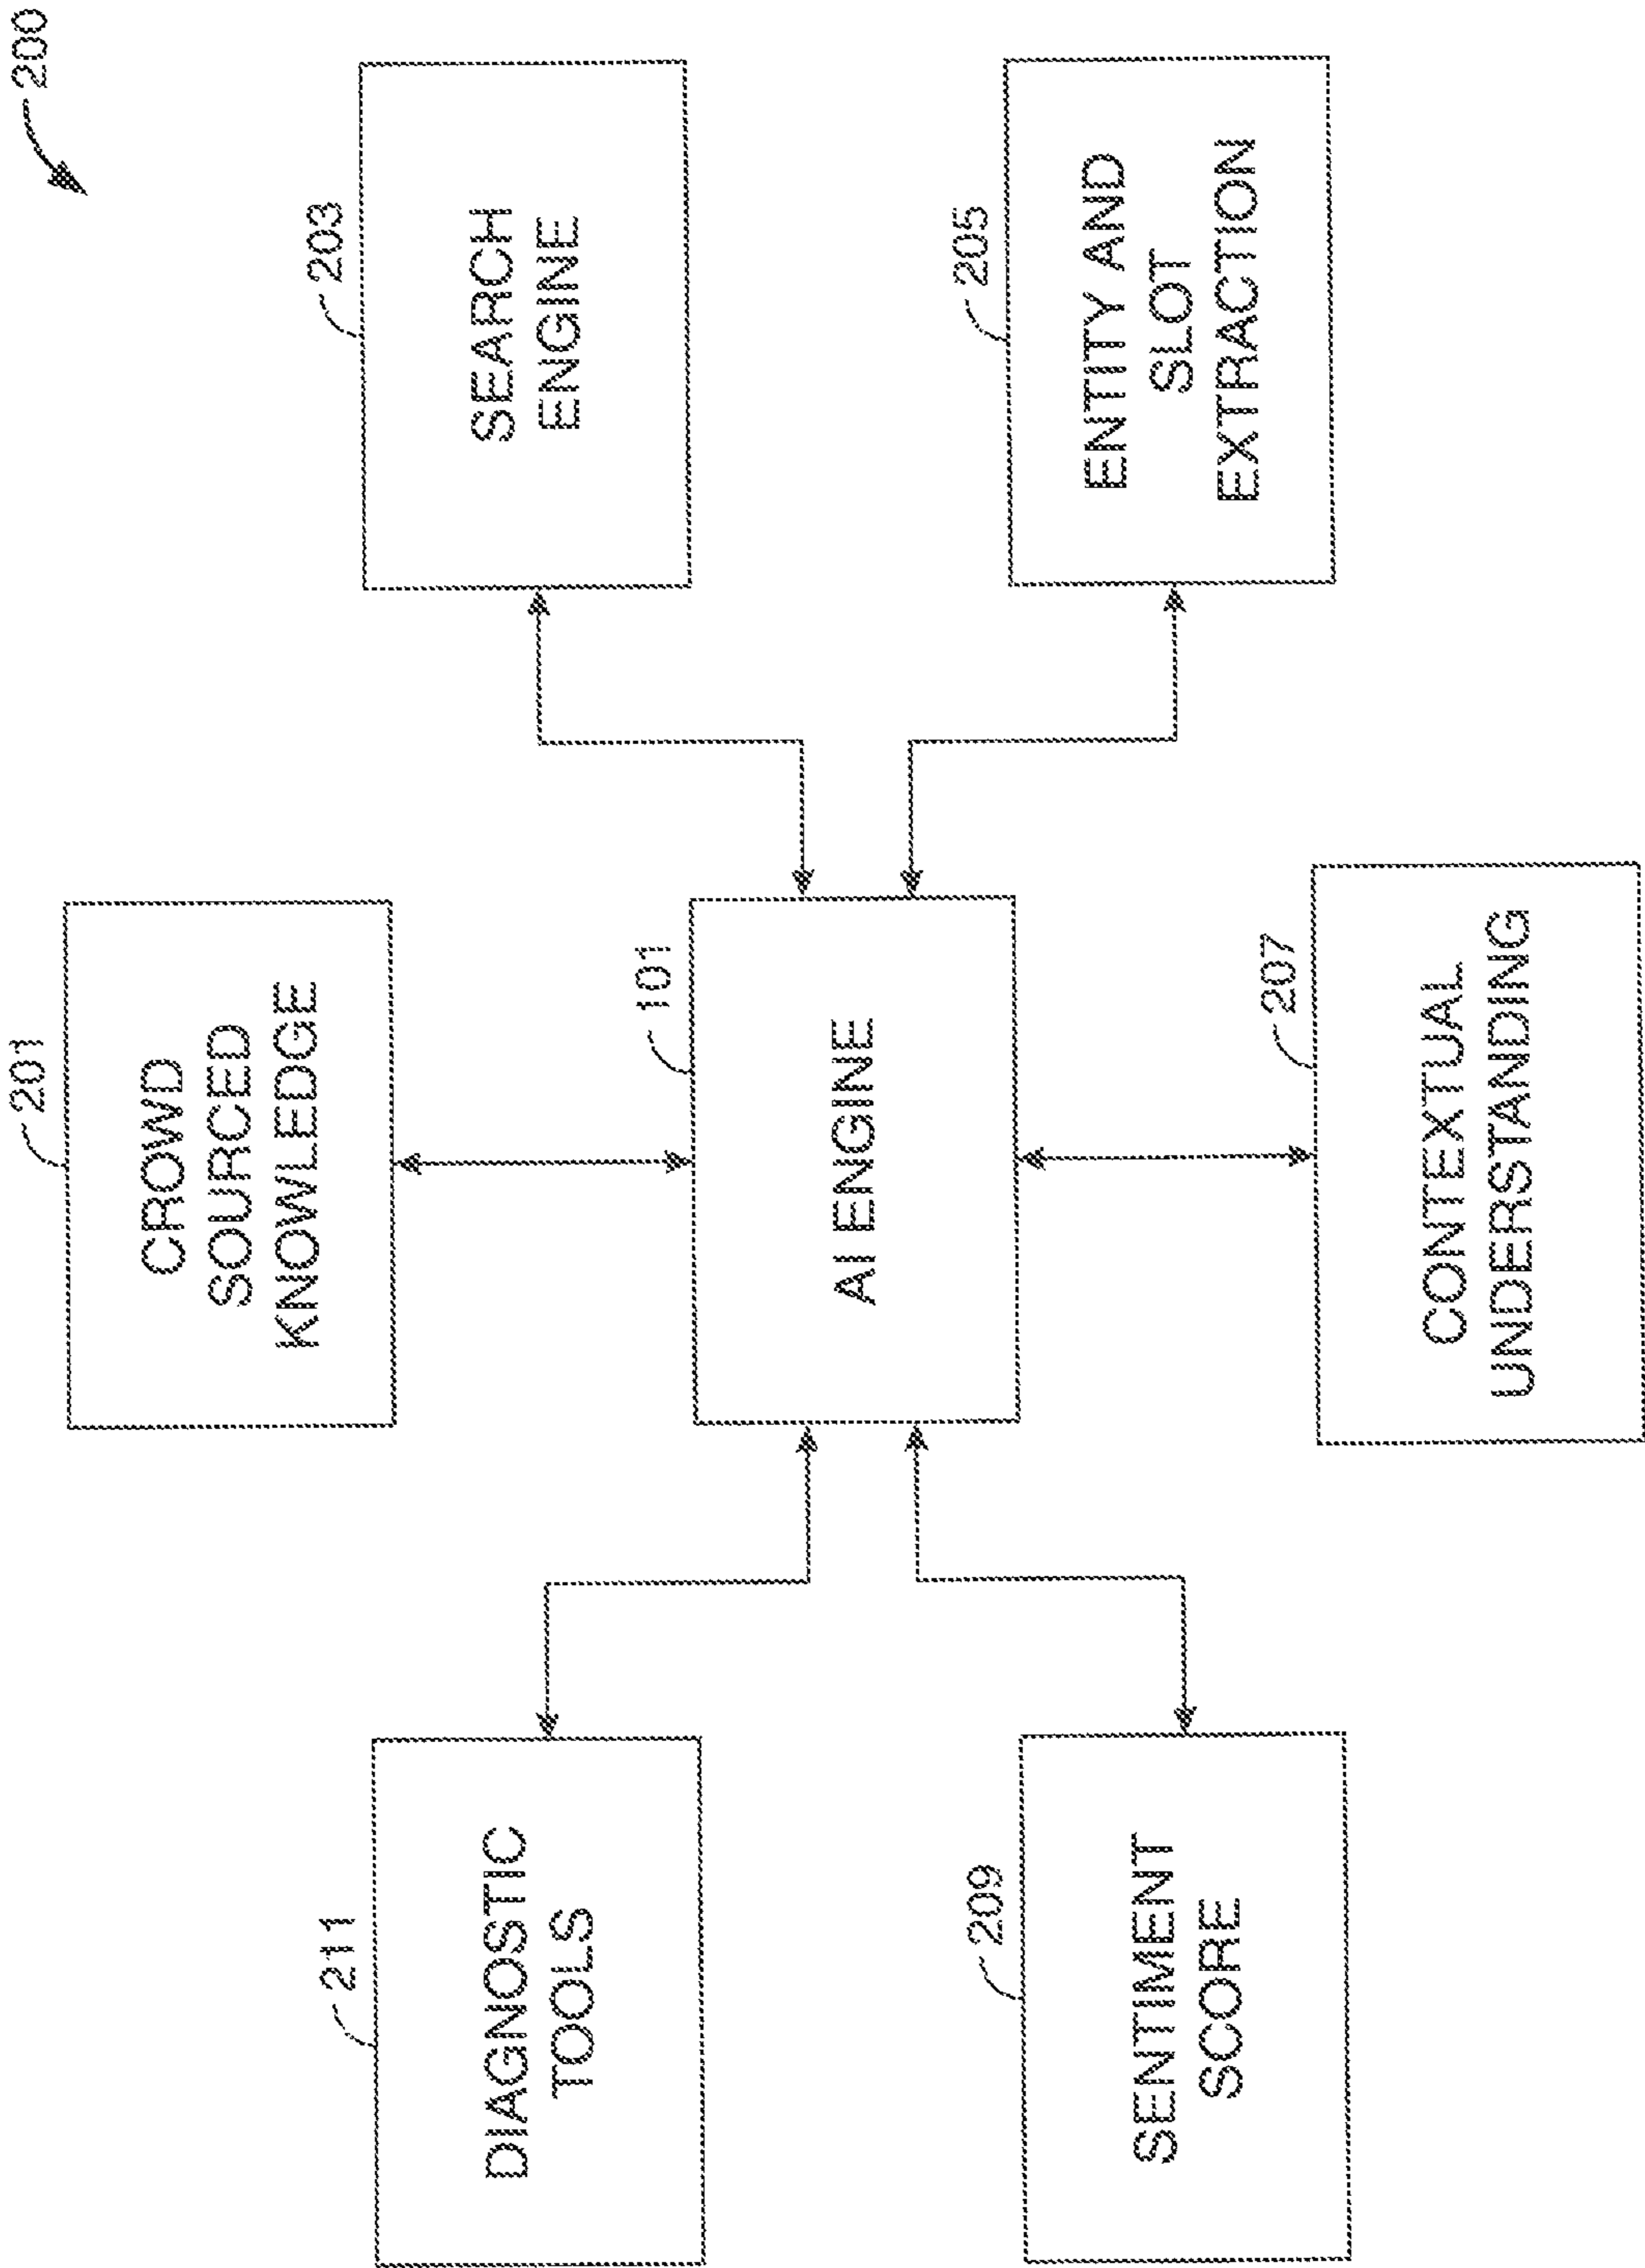 200
201
CROWD
SOURCED
KNOWLEDGE
211
DIAGNOSTIC
TOOLS
203
SEARCH
ENGINE
101
AI ENGINE
209
SENTIMENT
SCORE
205
ENTITY AND
SLOT
EXTRACTION
207
CONTEXTUAL
UNDERSTANDING